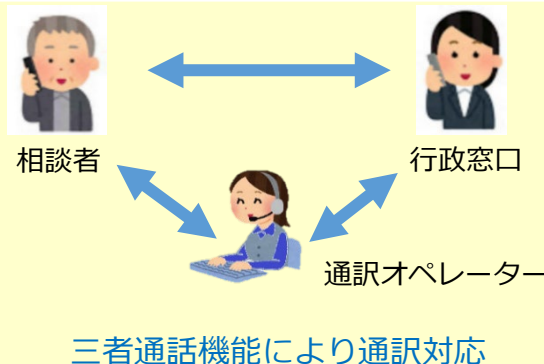 相談者
行政窓口
通訳オペレーター
三者通話機能により通訳対応